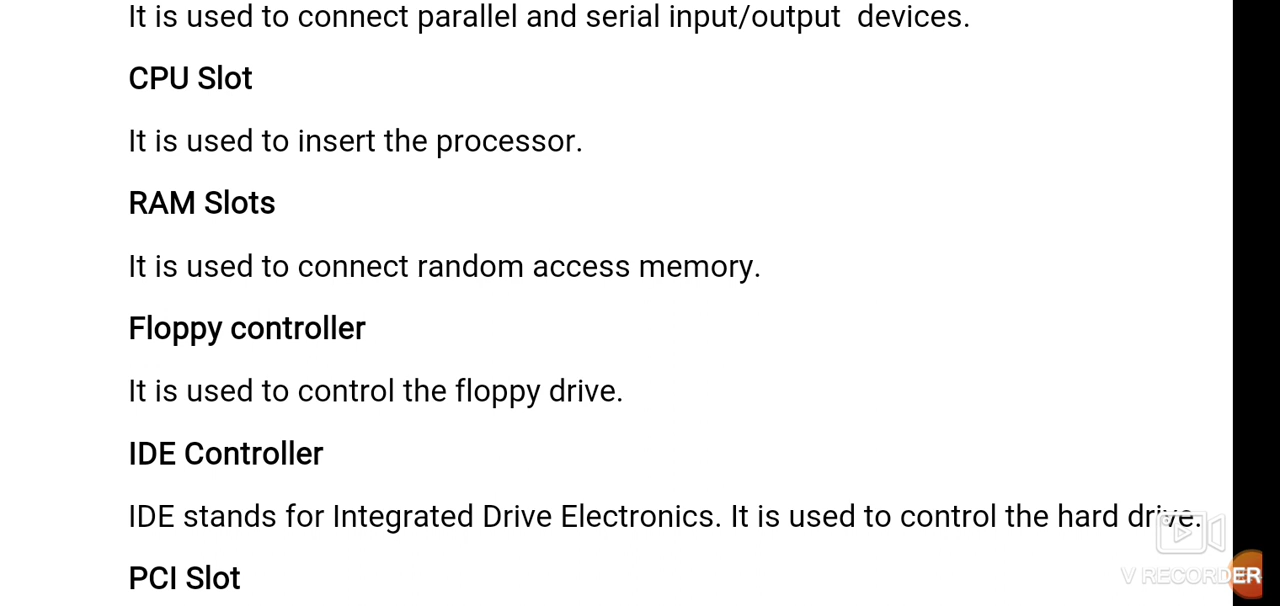 It is used to connect parallel and serial input/output  devices.
CPU Slot
It is used to insert the processor.
RAM Slots
It is used to connect random access memory.
Floppy controller
It is used to control the floppy drive.
IDE Controller
IDE stands for Integrated Drive Electronics. It is used to control the hard drive.
PCI Slot
V RECORDER